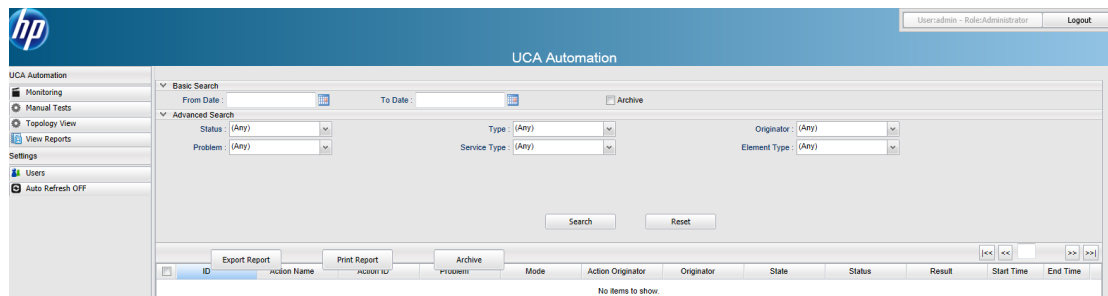 hp
User:admin - Role:Administrator Logout
UCA Automation
UCA Automation
Monitoring
Manual Tests
Topology View
View Reports
Settings
Users
Auto Refresh OFF
Basic Search
From Date : To Date : Archive
Advanced Search
Status : (Any) Type : (Any) Originator : (Any)
Problem : (Any) Service Type : (Any) Element Type : (Any)
Search Reset
|<< << >> >>|
Export Report Print Report Archive
ID Action Name Action ID Problem Mode Action Originator Originator State Status Result Start Time End Time
No items to show.